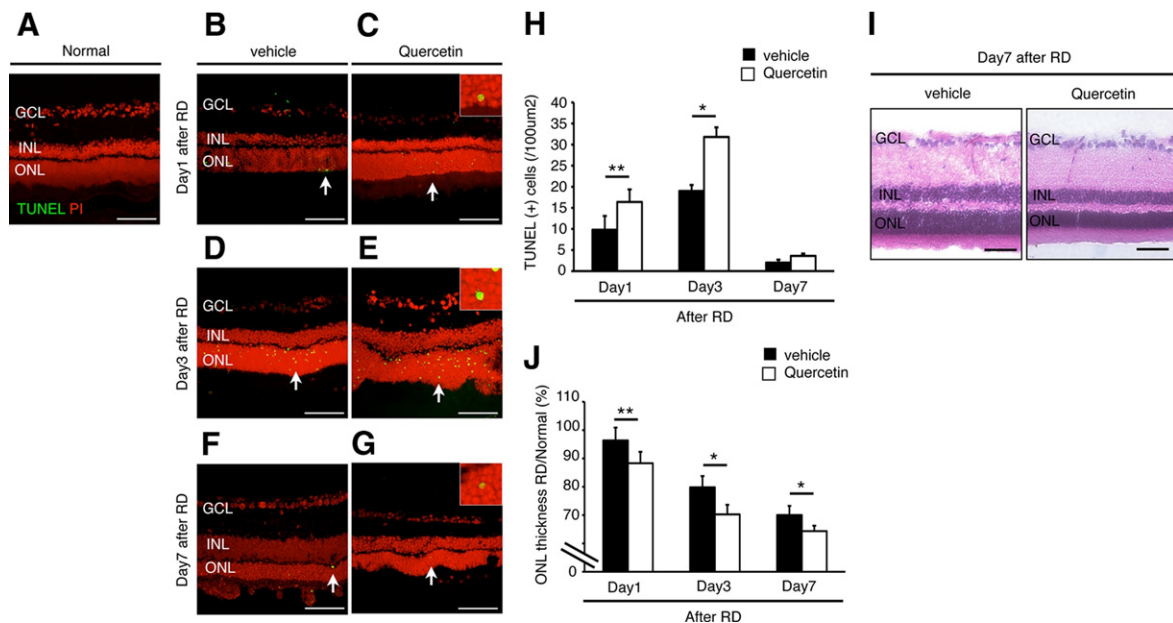 A
Normal
GCL
INL
ONL
TUNEL PI
B
C
vehicle
Quercetin
Day1 after RD
GCL
INL
ONL
D
E
Day3 after RD
GCL
INL
ONL
F
G
Day7 after RD
GCL
INL
ONL
H
vehicle
Quercetin
TUNEL (+) cells (/100um2)
40
35
30
25
20
15
10
5
0
**
*
Day1 Day3 Day7
After RD
I
Day7 after RD
vehicle Quercetin
GCL GCL
INL INL
ONL ONL
J
vehicle
Quercetin
ONL thickness RD/Normal (%)
110
100
90
80
70
0
**
*
*
Day1 Day3 Day7
After RD